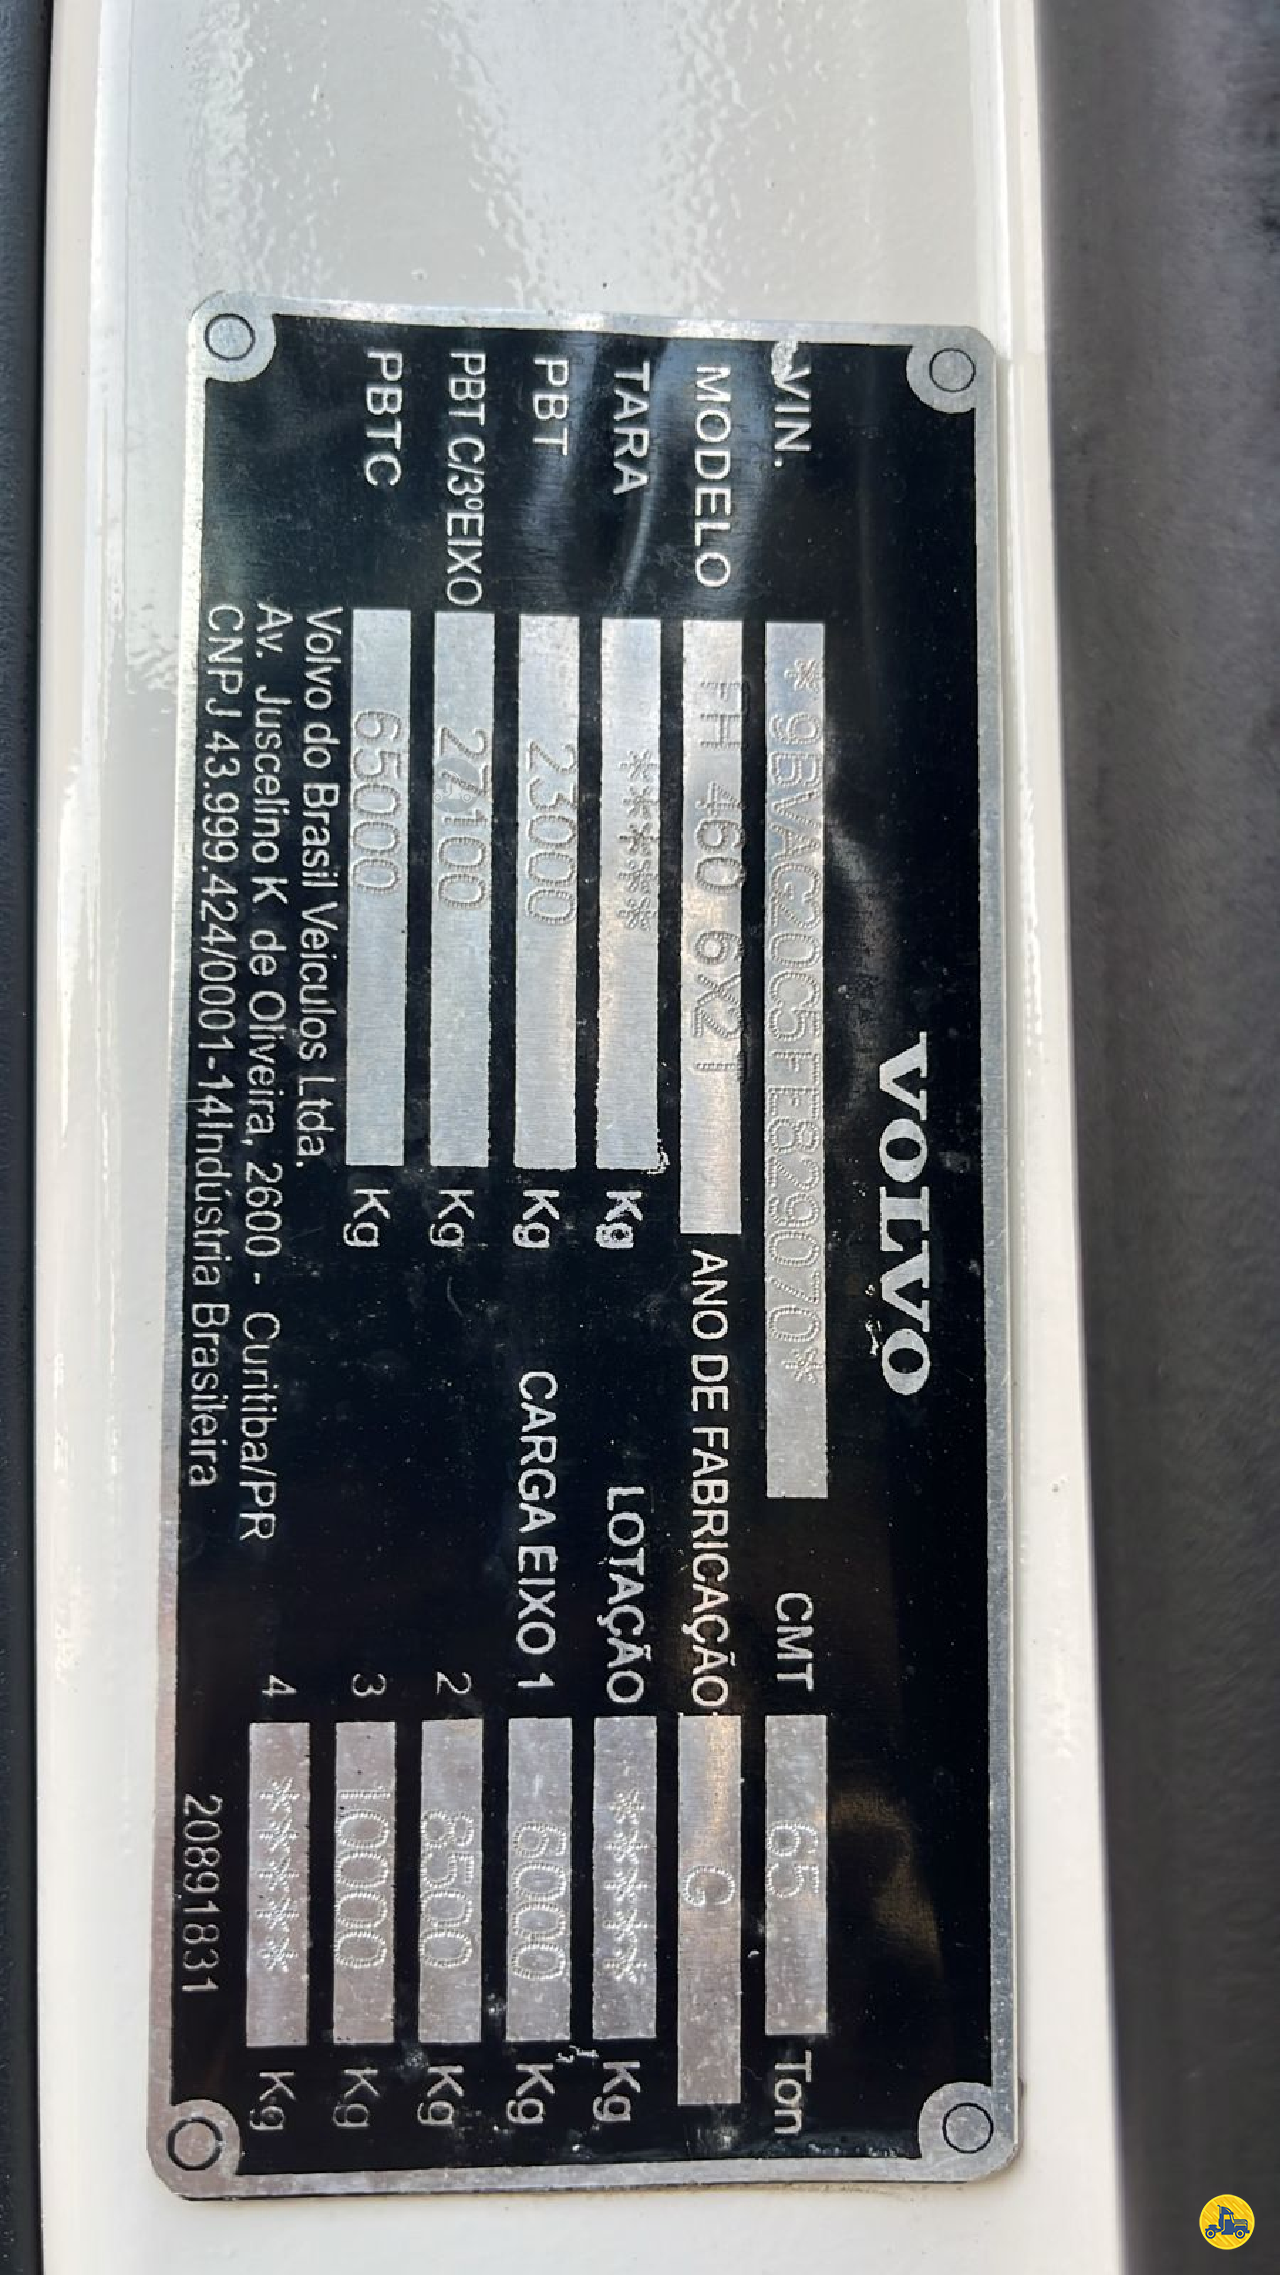 VOLVO
VIN. *9BVAG20C5FE829070* CMT 65 Ton
MODELO FH 460 6X2T ANO DE FABRICAÇÃO C
TARA ***** Kg LOTAÇÃO ***** Kg
PBT 23000 Kg CARGA EIXO 1 6000 Kg
PBT C/3ºEIXO 27100 Kg 2 8500 Kg
PBTC 65000 Kg 3 10000 Kg
4 ***** Kg
Volvo do Brasil Veiculos Ltda.
Av. Juscelino K. de Oliveira, 2600 - Curitiba/PR
CNPJ 43.999.424/0001-14 Indústria Brasileira
20891831